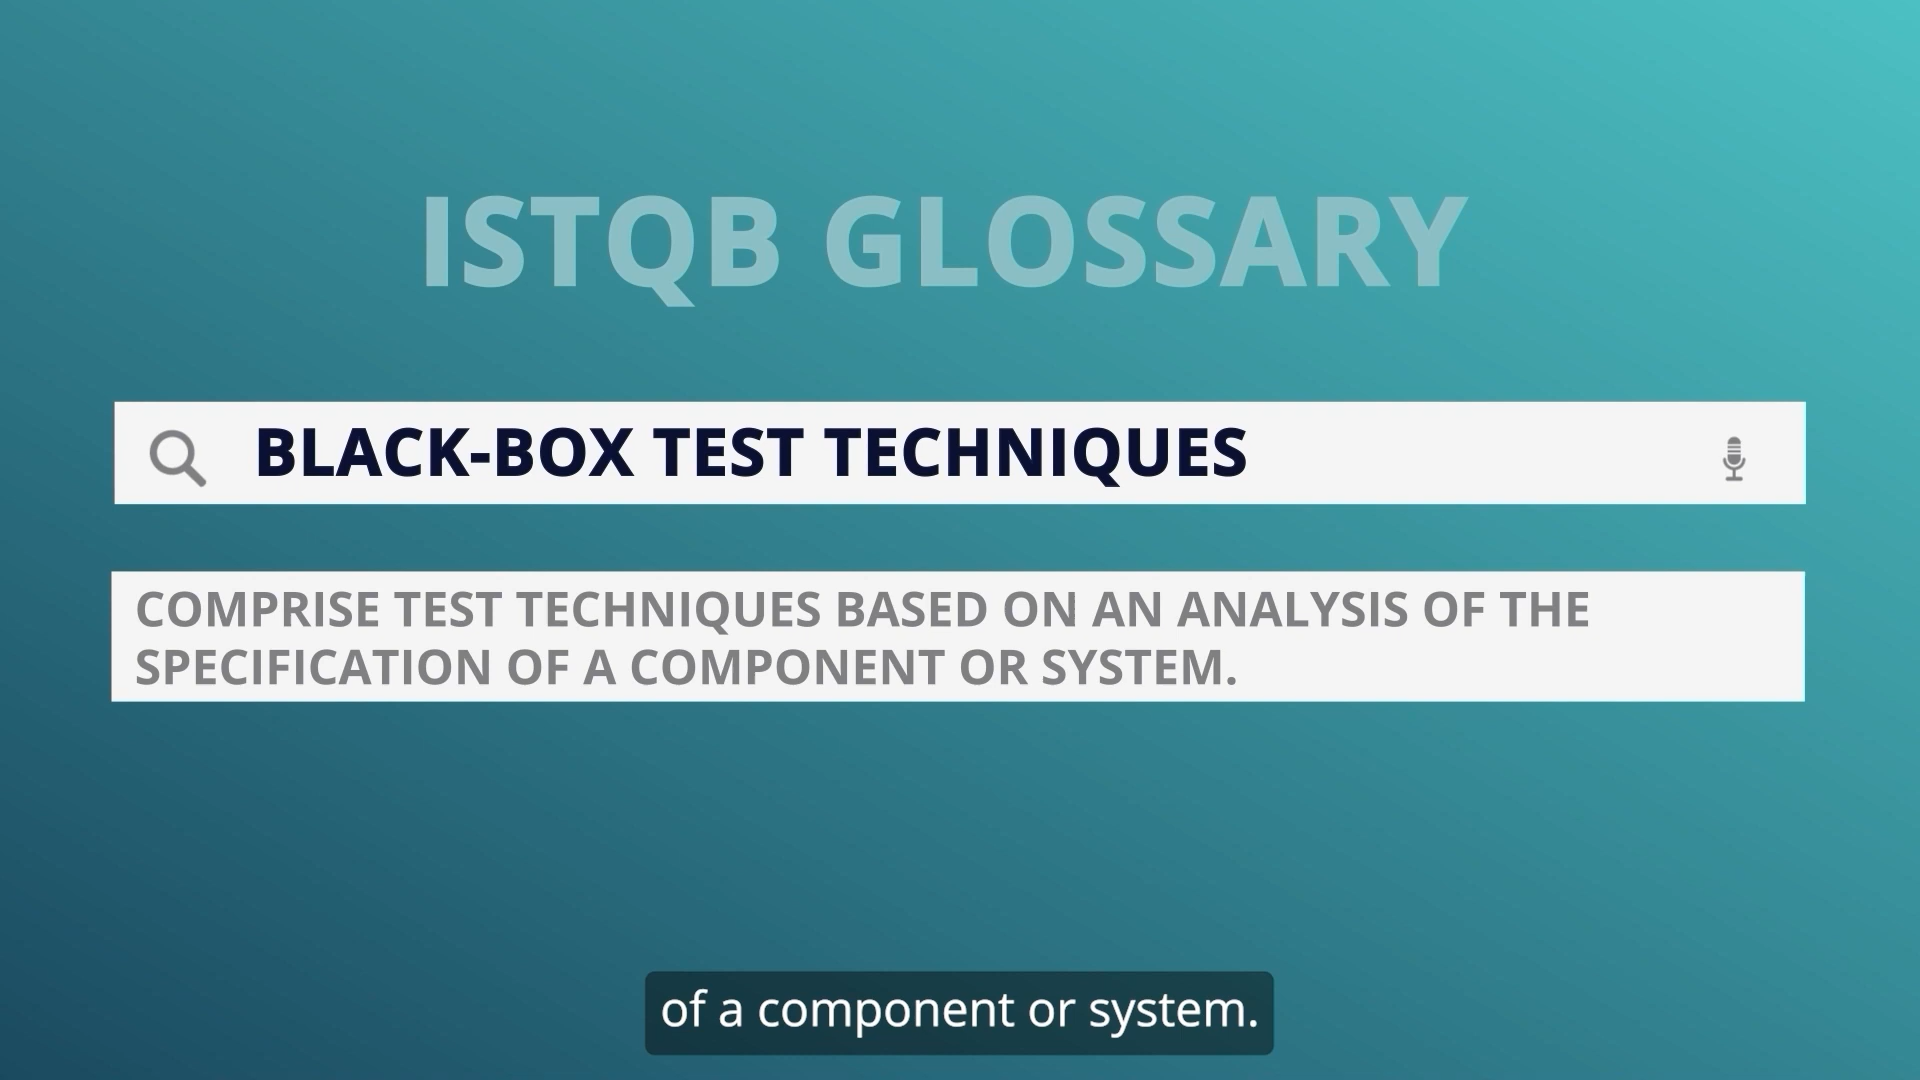 ISTQB GLOSSARY
BLACK-BOX TEST TECHNIQUES
COMPRISE TEST TECHNIQUES BASED ON AN ANALYSIS OF THE
SPECIFICATION OF A COMPONENT OR SYSTEM.
of a component or system.